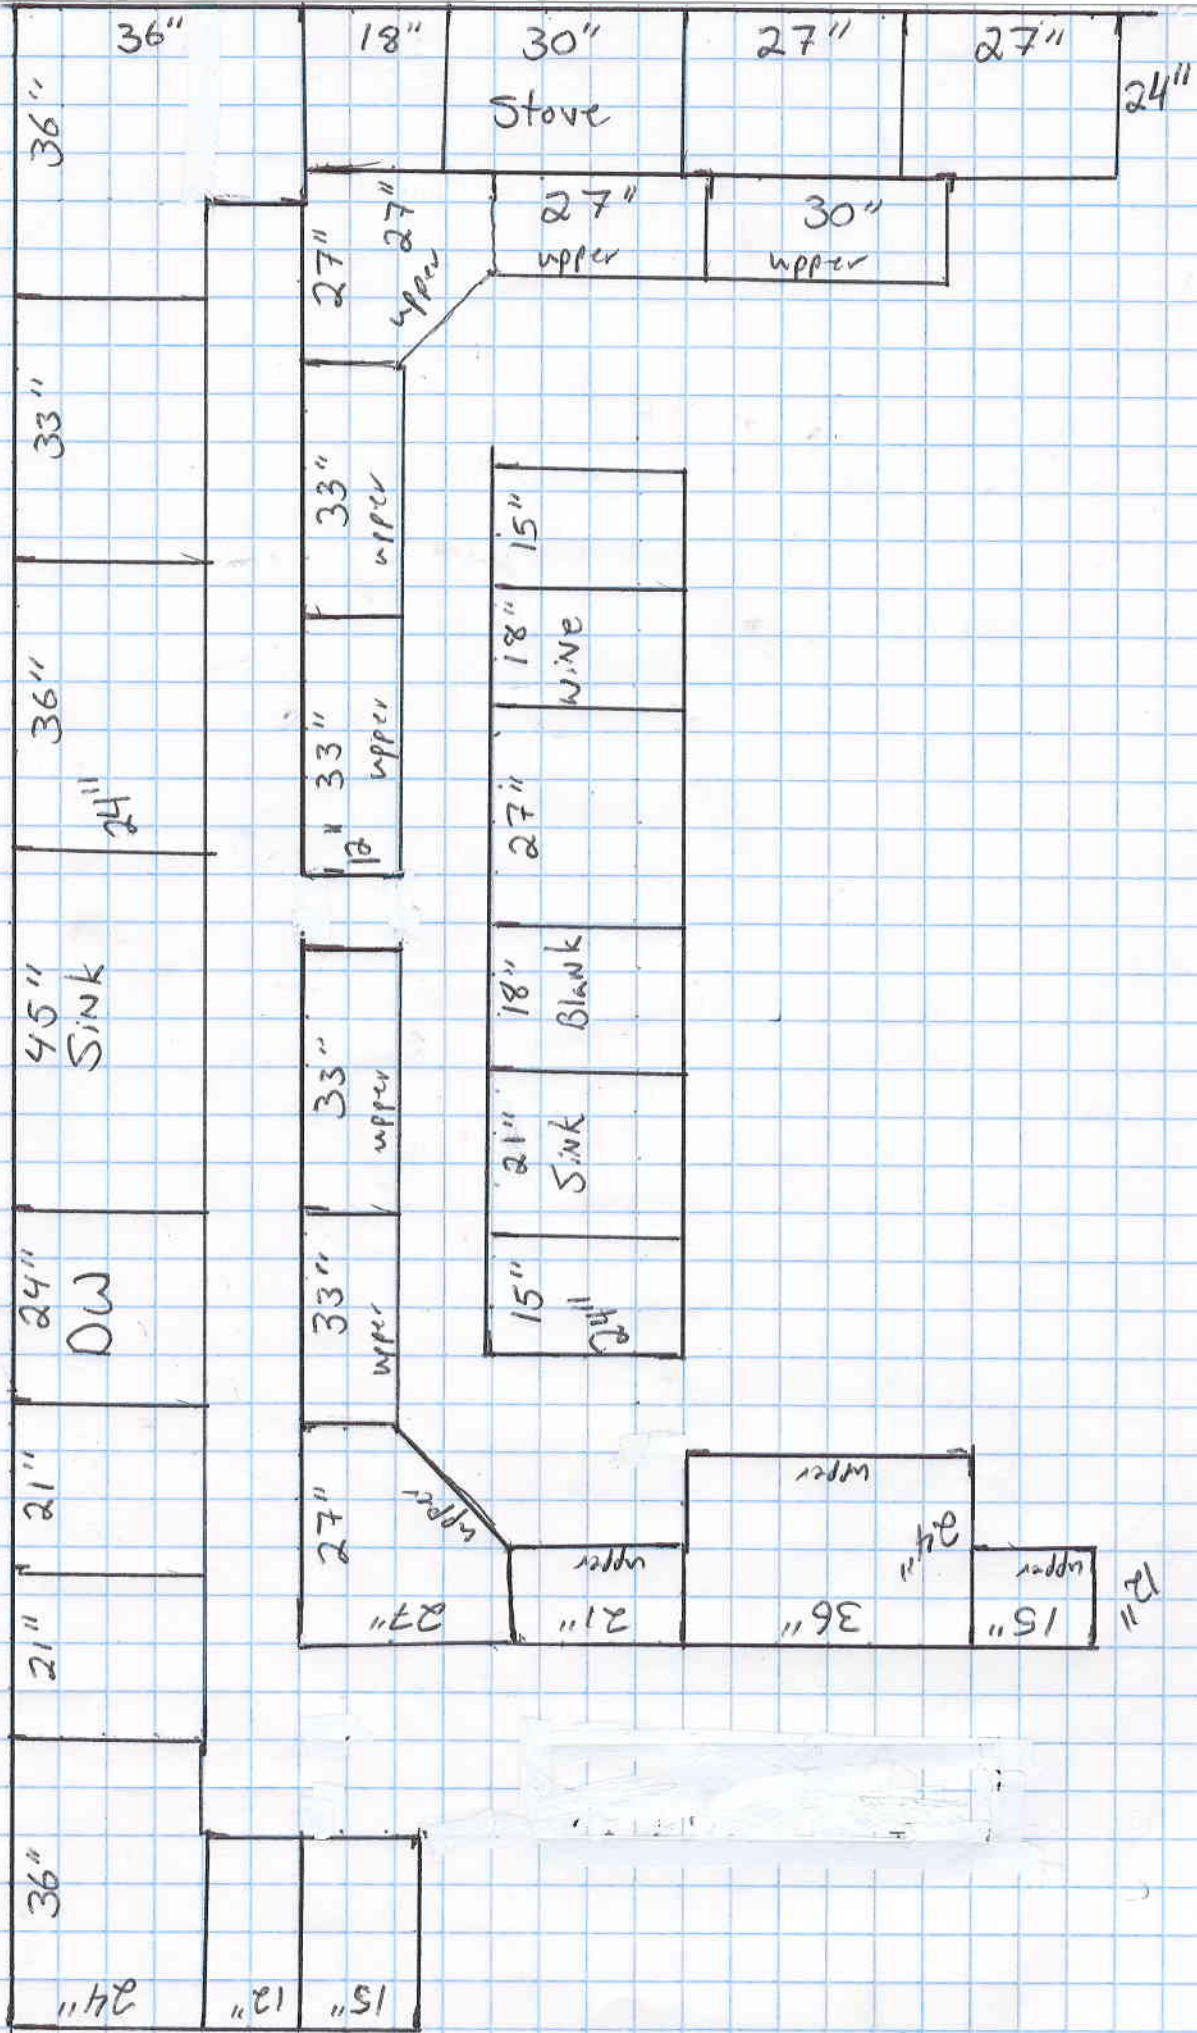 36"
18"
30"
Stove
27"
27"
24"
36"
33"
36"
24"
45"
Sink
24"
DW
21"
21"
36"
24"
12"
15"
27"
27"
upper
27"
upper
30"
upper
33"
upper
33"
upper
12"
33"
upper
33"
upper
27"
27"
upper
21"
upper
36"
24"
upper
15"
upper
12"
15"
18"
wine
27"
18"
Blank
21"
Sink
15"
24"